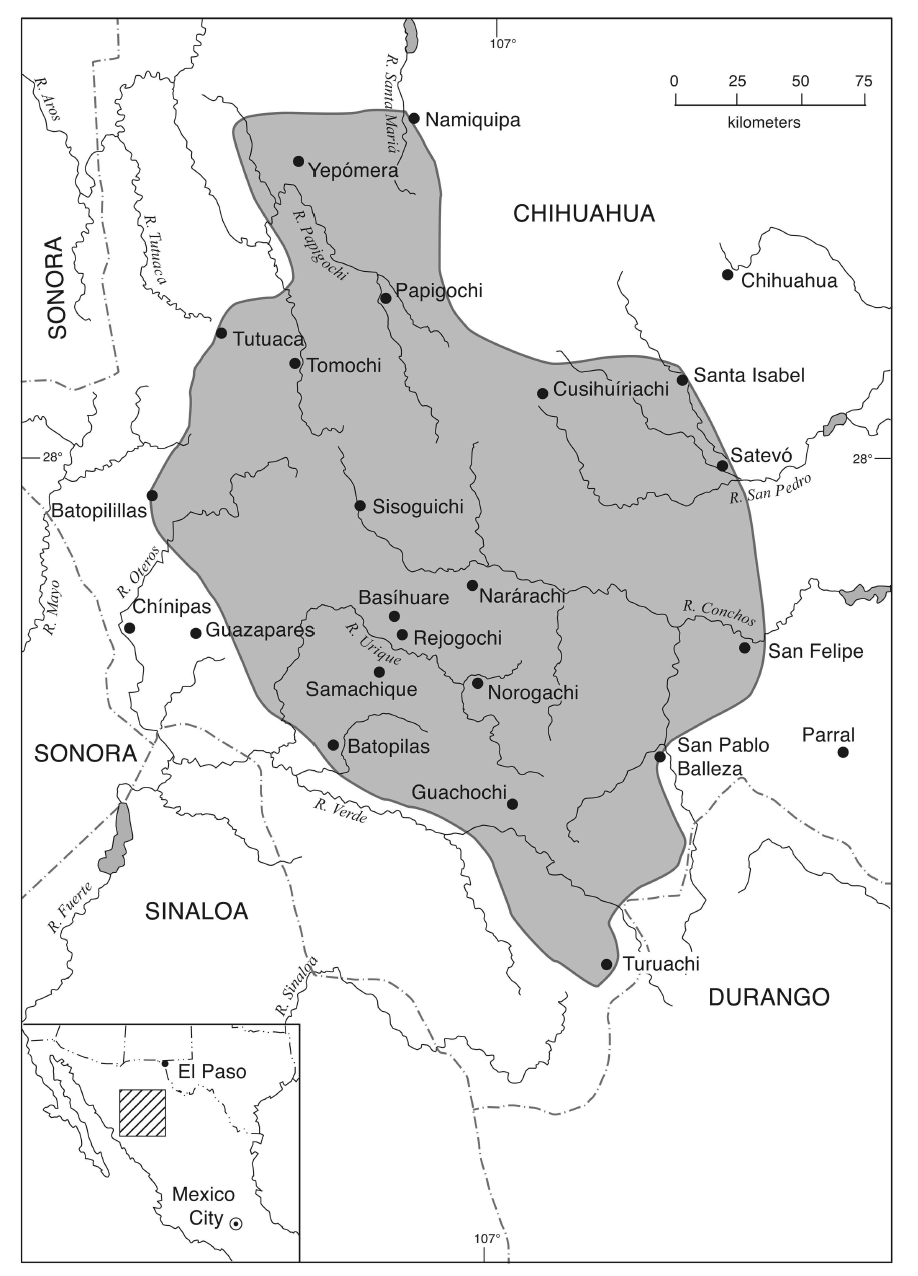 107°
0 25 50 75
kilometers
R. Aros
R. Santa Mariá
Namiquipa
Yepómera
CHIHUAHUA
SONORA
R. Tutuaca
R. Papigochi
Chihuahua
Papigochi
Tutuaca
Tomochi
Santa Isabel
Cusihuíriachi
28°
28°
Satevó
R. San Pedro
Batopilillas
Sisoguichi
R. Oteros
R. Mayo
Basíhuare
Narárachi
Chínipas
R. Conchos
Guazapares
Rejogochi
R. Urique
San Felipe
Samachique
Norogachi
SONORA
Batopilas
San Pablo
Balleza
Parral
Guachochi
R. Verde
R. Fuerte
SINALOA
R. Sinaloa
Turuachi
DURANGO
El Paso
Mexico
City
107°